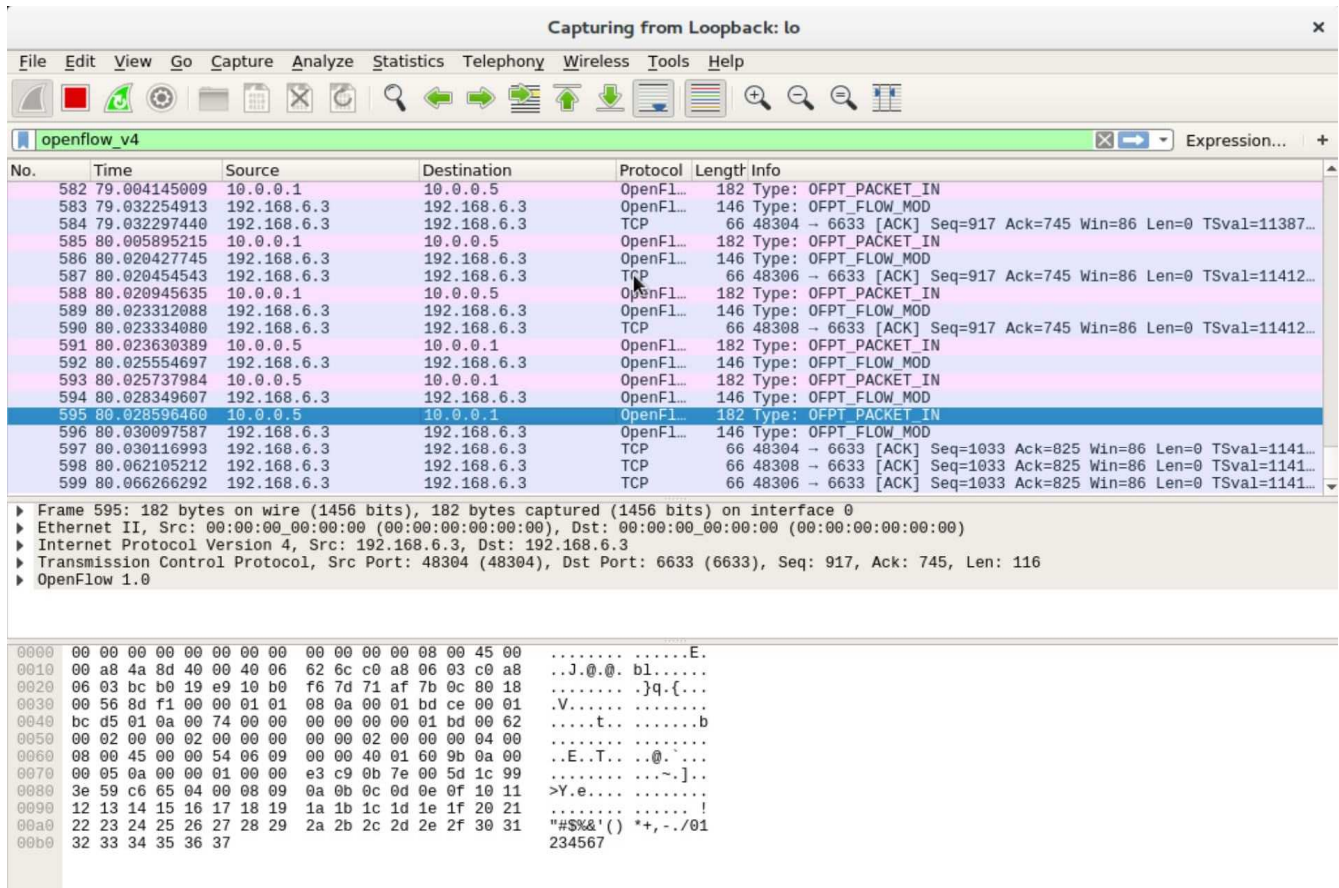 Capturing from Loopback: lo
File Edit View Go Capture Analyze Statistics Telephony Wireless Tools Help
openflow_v4 Expression... +
No. Time Source Destination Protocol Length Info
582 79.004145009 10.0.0.1 10.0.0.5 OpenFl… 182 Type: OFPT_PACKET_IN
583 79.032254913 192.168.6.3 192.168.6.3 OpenFl… 146 Type: OFPT_FLOW_MOD
584 79.032297440 192.168.6.3 192.168.6.3 TCP 66 48304 → 6633 [ACK] Seq=917 Ack=745 Win=86 Len=0 TSval=11387…
585 80.005895215 10.0.0.1 10.0.0.5 OpenFl… 182 Type: OFPT_PACKET_IN
586 80.020427745 192.168.6.3 192.168.6.3 OpenFl… 146 Type: OFPT_FLOW_MOD
587 80.020454543 192.168.6.3 192.168.6.3 TCP 66 48306 → 6633 [ACK] Seq=917 Ack=745 Win=86 Len=0 TSval=11412…
588 80.020945635 10.0.0.1 10.0.0.5 OpenFl… 182 Type: OFPT_PACKET_IN
589 80.023312088 192.168.6.3 192.168.6.3 OpenFl… 146 Type: OFPT_FLOW_MOD
590 80.023334080 192.168.6.3 192.168.6.3 TCP 66 48308 → 6633 [ACK] Seq=917 Ack=745 Win=86 Len=0 TSval=11412…
591 80.023630389 10.0.0.5 10.0.0.1 OpenFl… 182 Type: OFPT_PACKET_IN
592 80.025554697 192.168.6.3 192.168.6.3 OpenFl… 146 Type: OFPT_FLOW_MOD
593 80.025737984 10.0.0.5 10.0.0.1 OpenFl… 182 Type: OFPT_PACKET_IN
594 80.028349607 192.168.6.3 192.168.6.3 OpenFl… 146 Type: OFPT_FLOW_MOD
595 80.028596460 10.0.0.5 10.0.0.1 OpenFl… 182 Type: OFPT_PACKET_IN
596 80.030097587 192.168.6.3 192.168.6.3 OpenFl… 146 Type: OFPT_FLOW_MOD
597 80.030116993 192.168.6.3 192.168.6.3 TCP 66 48304 → 6633 [ACK] Seq=1033 Ack=825 Win=86 Len=0 TSval=1141…
598 80.062105212 192.168.6.3 192.168.6.3 TCP 66 48308 → 6633 [ACK] Seq=1033 Ack=825 Win=86 Len=0 TSval=1141…
599 80.066266292 192.168.6.3 192.168.6.3 TCP 66 48306 → 6633 [ACK] Seq=1033 Ack=825 Win=86 Len=0 TSval=1141…
Frame 595: 182 bytes on wire (1456 bits), 182 bytes captured (1456 bits) on interface 0
Ethernet II, Src: 00:00:00_00:00:00 (00:00:00:00:00:00), Dst: 00:00:00_00:00:00 (00:00:00:00:00:00)
Internet Protocol Version 4, Src: 192.168.6.3, Dst: 192.168.6.3
Transmission Control Protocol, Src Port: 48304 (48304), Dst Port: 6633 (6633), Seq: 917, Ack: 745, Len: 116
OpenFlow 1.0
0000 00 00 00 00 00 00 00 00 00 00 00 00 08 00 45 00 ........ ......E.
0010 00 a8 4a 8d 40 00 40 06 62 6c c0 a8 06 03 c0 a8 ..J.@.@. bl......
0020 06 03 bc b0 19 e9 10 b0 f6 7d 71 af 7b 0c 80 18 ........ .}q.{...
0030 00 56 8d f1 00 00 01 01 08 0a 00 01 bd ce 00 01 .V...... ........
0040 bc d5 01 0a 00 74 00 00 00 00 00 00 01 bd 00 62 .....t.. .......b
0050 00 02 00 00 02 00 00 00 00 00 02 00 00 00 04 00 ........ ........
0060 08 00 45 00 00 54 06 09 00 00 40 01 60 9b 0a 00 ..E..T.. ..@.`...
0070 00 05 0a 00 00 01 00 00 e3 c9 0b 7e 00 5d 1c 99 ........ ...~.]..
0080 3e 59 c6 65 04 00 08 09 0a 0b 0c 0d 0e 0f 10 11 >Y.e.... ........
0090 12 13 14 15 16 17 18 19 1a 1b 1c 1d 1e 1f 20 21 ........ ...... !
00a0 22 23 24 25 26 27 28 29 2a 2b 2c 2d 2e 2f 30 31 "#$%&'() *+,-./01
00b0 32 33 34 35 36 37 234567